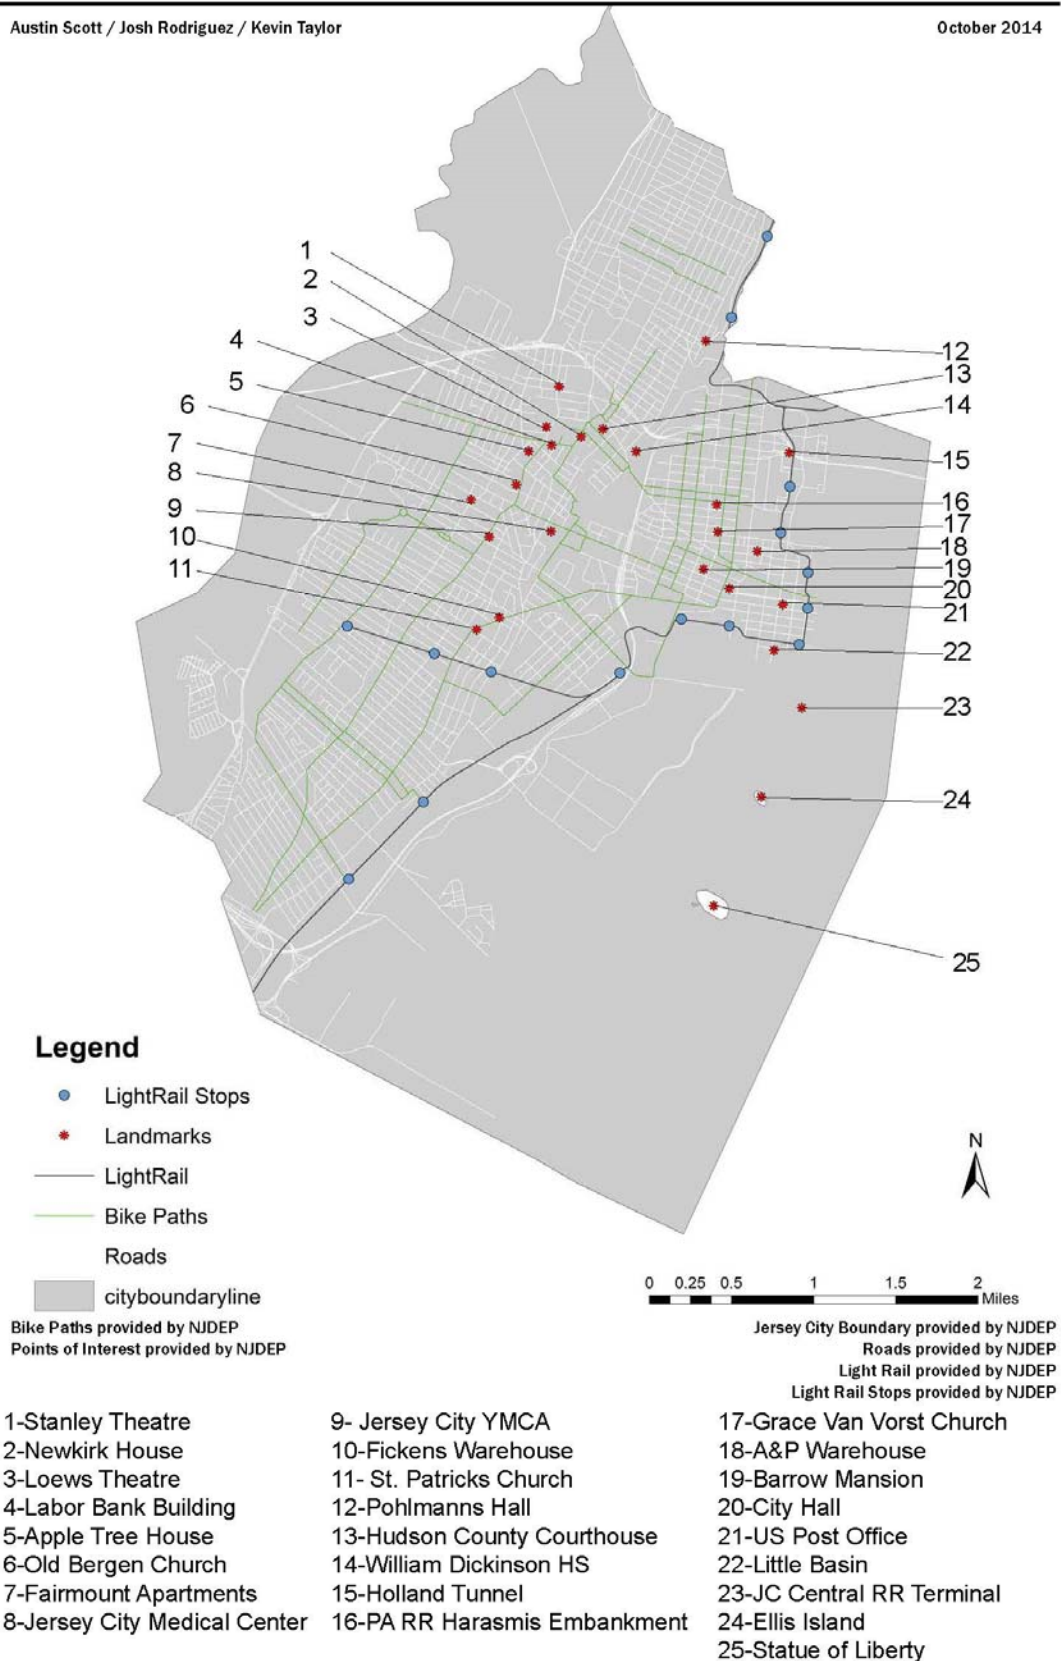 Austin Scott / Josh Rodriguez / Kevin Taylor
October 2014
1
2
3
4
5
6
7
8
9
10
11
12
13
14
15
16
17
18
19
20
21
22
23
24
25
Legend
LightRail Stops
Landmarks
LightRail
Bike Paths
Roads
cityboundaryline
N
0 0.25 0.5 1 1.5 2
Miles
Bike Paths provided by NJDEP
Points of Interest provided by NJDEP
Jersey City Boundary provided by NJDEP
Roads provided by NJDEP
Light Rail provided by NJDEP
Light Rail Stops provided by NJDEP
1-Stanley Theatre
2-Newkirk House
3-Loews Theatre
4-Labor Bank Building
5-Apple Tree House
6-Old Bergen Church
7-Fairmount Apartments
8-Jersey City Medical Center
9- Jersey City YMCA
10-Fickens Warehouse
11- St. Patricks Church
12-Pohlmanns Hall
13-Hudson County Courthouse
14-William Dickinson HS
15-Holland Tunnel
16-PA RR Harasmis Embankment
17-Grace Van Vorst Church
18-A&P Warehouse
19-Barrow Mansion
20-City Hall
21-US Post Office
22-Little Basin
23-JC Central RR Terminal
24-Ellis Island
25-Statue of Liberty